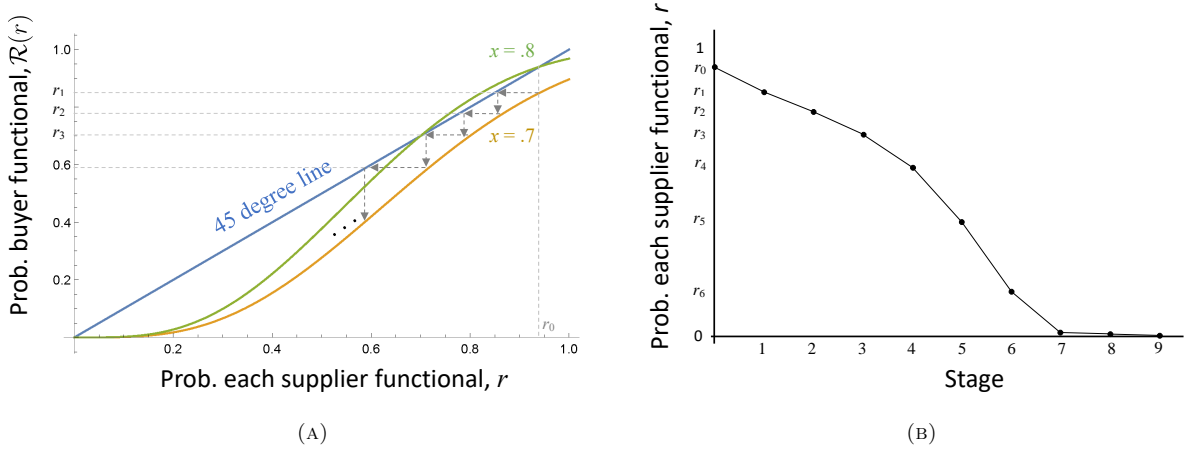 Prob. buyer functional, R(r)
1.0
r₁
r₂
r₃
0.6
0.4
0.2
x = .8
x = .7
45 degree line
r₀
0.2
0.4
0.6
0.8
1.0
Prob. each supplier functional, r
(A)
Prob. each supplier functional, r
1
r₀
r₁
r₂
r₃
r₄
r₅
r₆
0
1
2
3
4
5
6
7
8
9
Stage
(B)